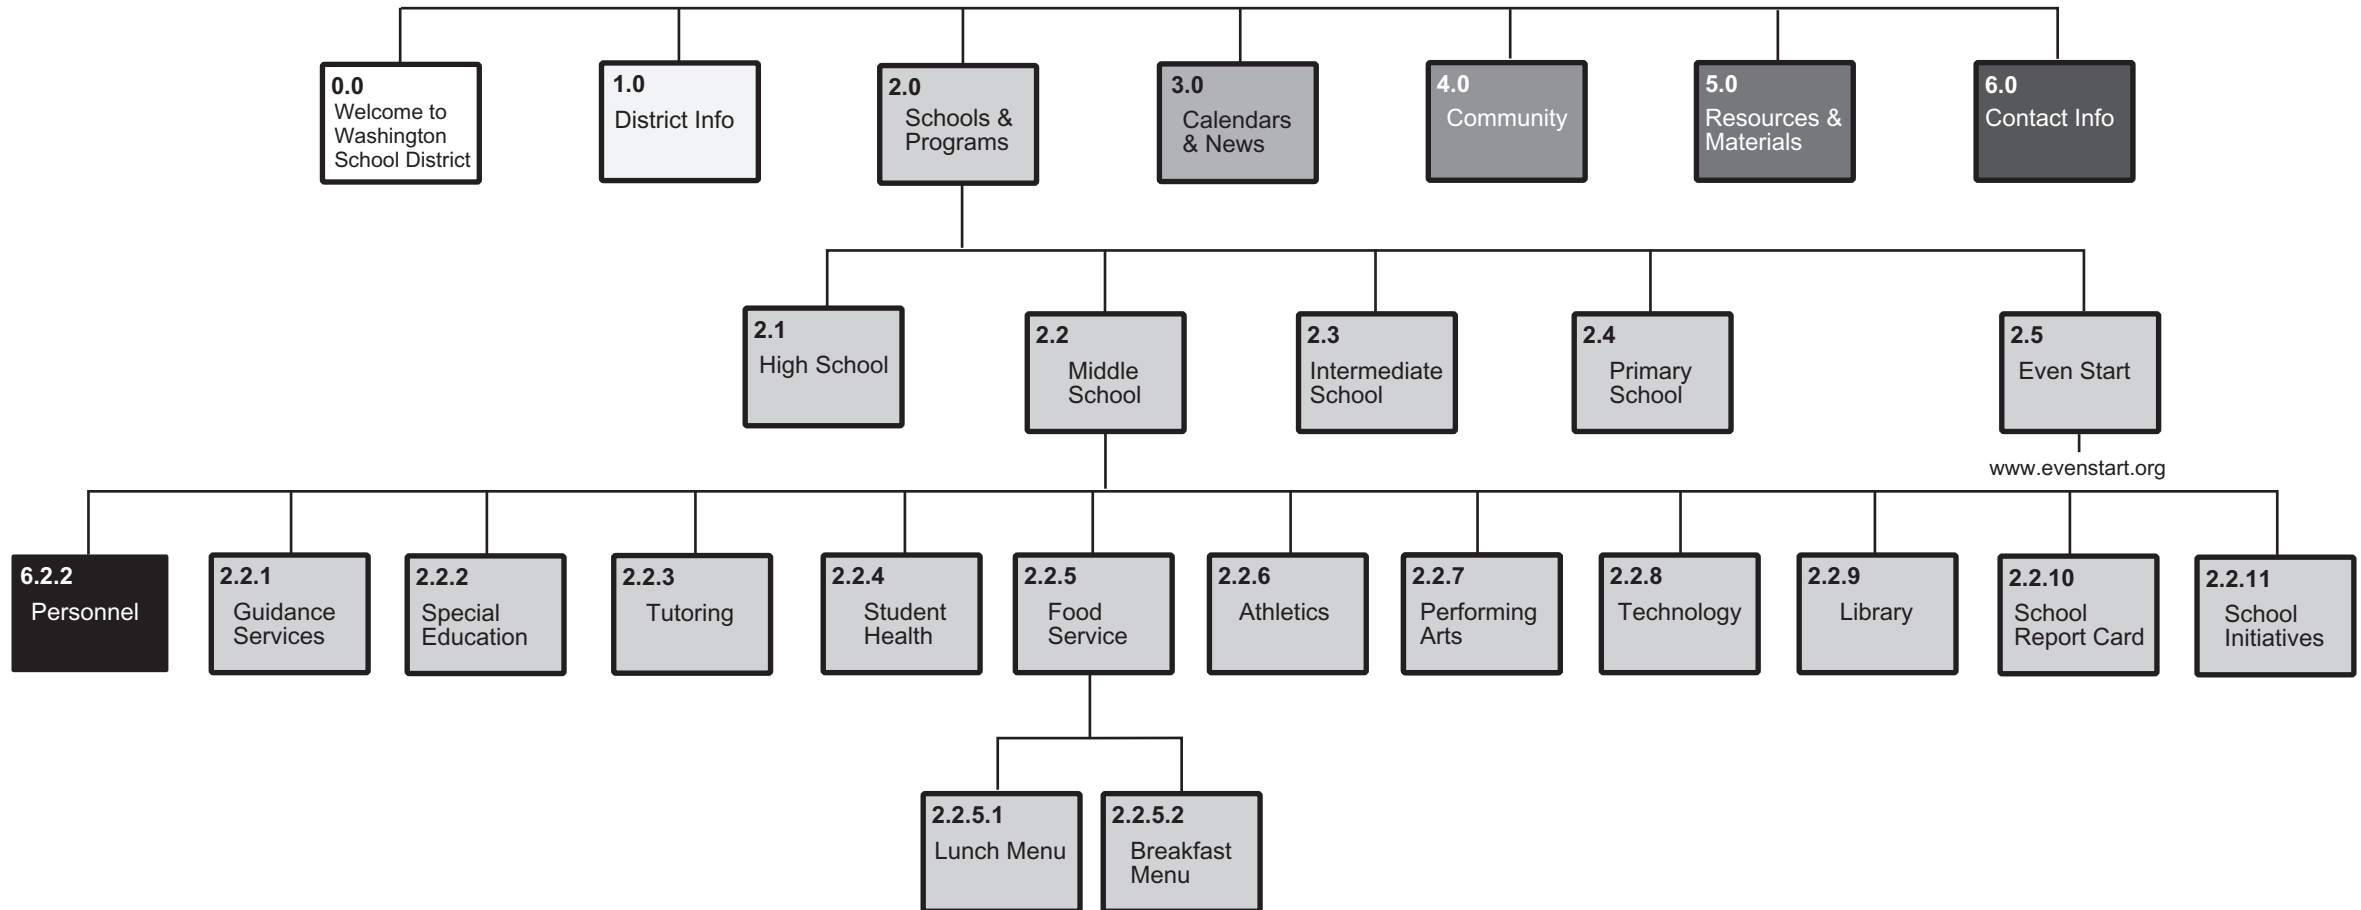 0.0
Welcome to
Washington
School District
1.0
District Info
2.0
Schools &
Programs
3.0
Calendars
& News
4.0
Community
5.0
Resources &
Materials
6.0
Contact Info
2.1
High School
2.2
Middle
School
2.3
Intermediate
School
2.4
Primary
School
2.5
Even Start
www.evenstart.org
6.2.2
Personnel
2.2.1
Guidance
Services
2.2.2
Special
Education
2.2.3
Tutoring
2.2.4
Student
Health
2.2.5
Food
Service
2.2.6
Athletics
2.2.7
Performing
Arts
2.2.8
Technology
2.2.9
Library
2.2.10
School
Report Card
2.2.11
School
Initiatives
2.2.5.1
Lunch Menu
2.2.5.2
Breakfast
Menu